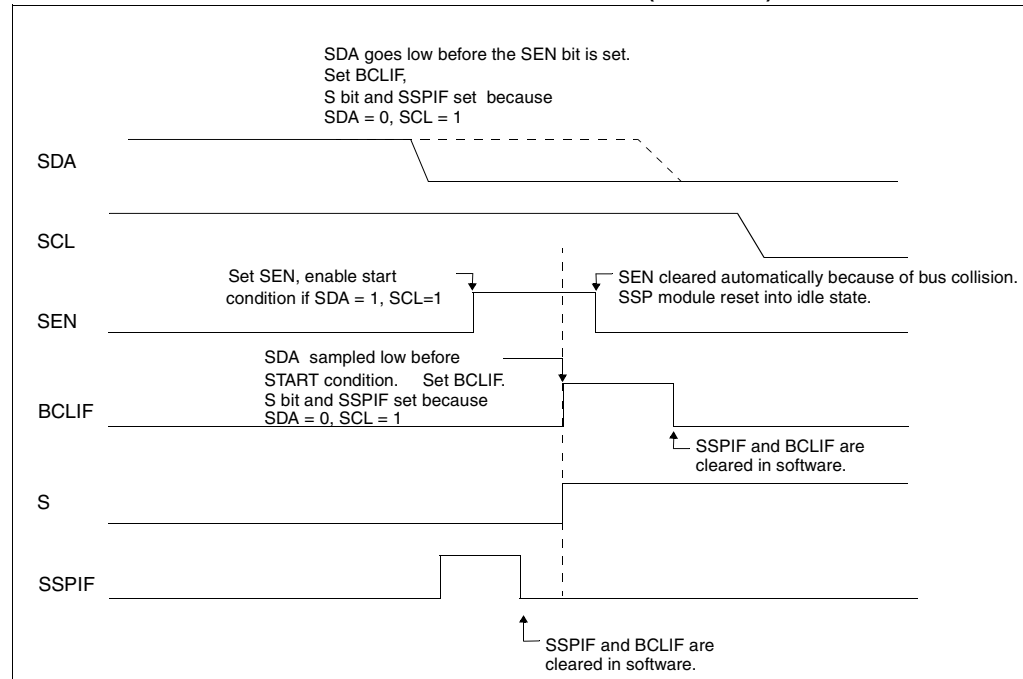 SDA goes low before the SEN bit is set.
Set BCLIF,
S bit and SSPIF set because
SDA = 0, SCL = 1
SDA
SCL
Set SEN, enable start
condition if SDA = 1, SCL=1
SEN cleared automatically because of bus collision.
SSP module reset into idle state.
SEN
SDA sampled low before
START condition. Set BCLIF.
S bit and SSPIF set because
SDA = 0, SCL = 1
BCLIF
SSPIF and BCLIF are
cleared in software.
S
SSPIF
SSPIF and BCLIF are
cleared in software.